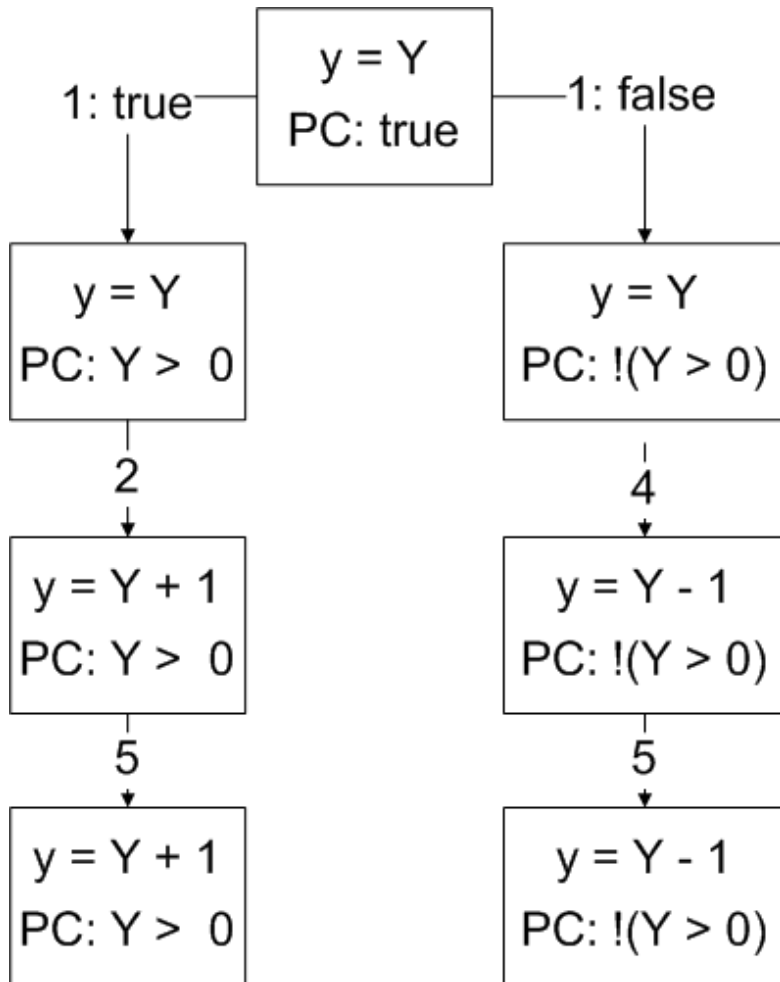 y = Y
PC: true
1: true
1: false
y = Y
PC: Y > 0
y = Y
PC: !(Y > 0)
2
4
y = Y + 1
PC: Y > 0
y = Y - 1
PC: !(Y > 0)
5
5
y = Y + 1
PC: Y > 0
y = Y - 1
PC: !(Y > 0)